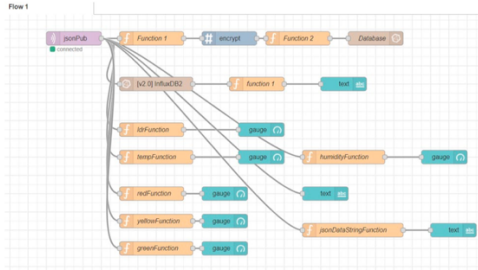 Flow 1
jsonPub
connected
Function 1
encrypt
Function 2
Database
[v2.0] InfluxDB2
function 1
text
ldrFunction
gauge
tempFunction
gauge
humidityFunction
gauge
redFunction
gauge
text
yellowFunction
gauge
jsonDataStringFunction
text
greenFunction
gauge